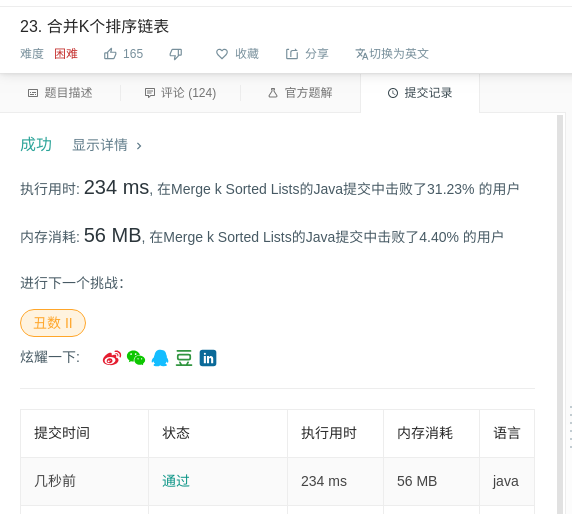 23. 合并K个排序链表
难度 困难 165 收藏 分享 切换为英文
题目描述 评论 (124) 官方题解 提交记录
成功 显示详情 ›
执行用时: 234 ms, 在Merge k Sorted Lists的Java提交中击败了31.23% 的用户
内存消耗: 56 MB, 在Merge k Sorted Lists的Java提交中击败了4.40% 的用户
进行下一个挑战：
丑数 II
炫耀一下:
提交时间 状态 执行用时 内存消耗 语言
几秒前 通过 234 ms 56 MB java